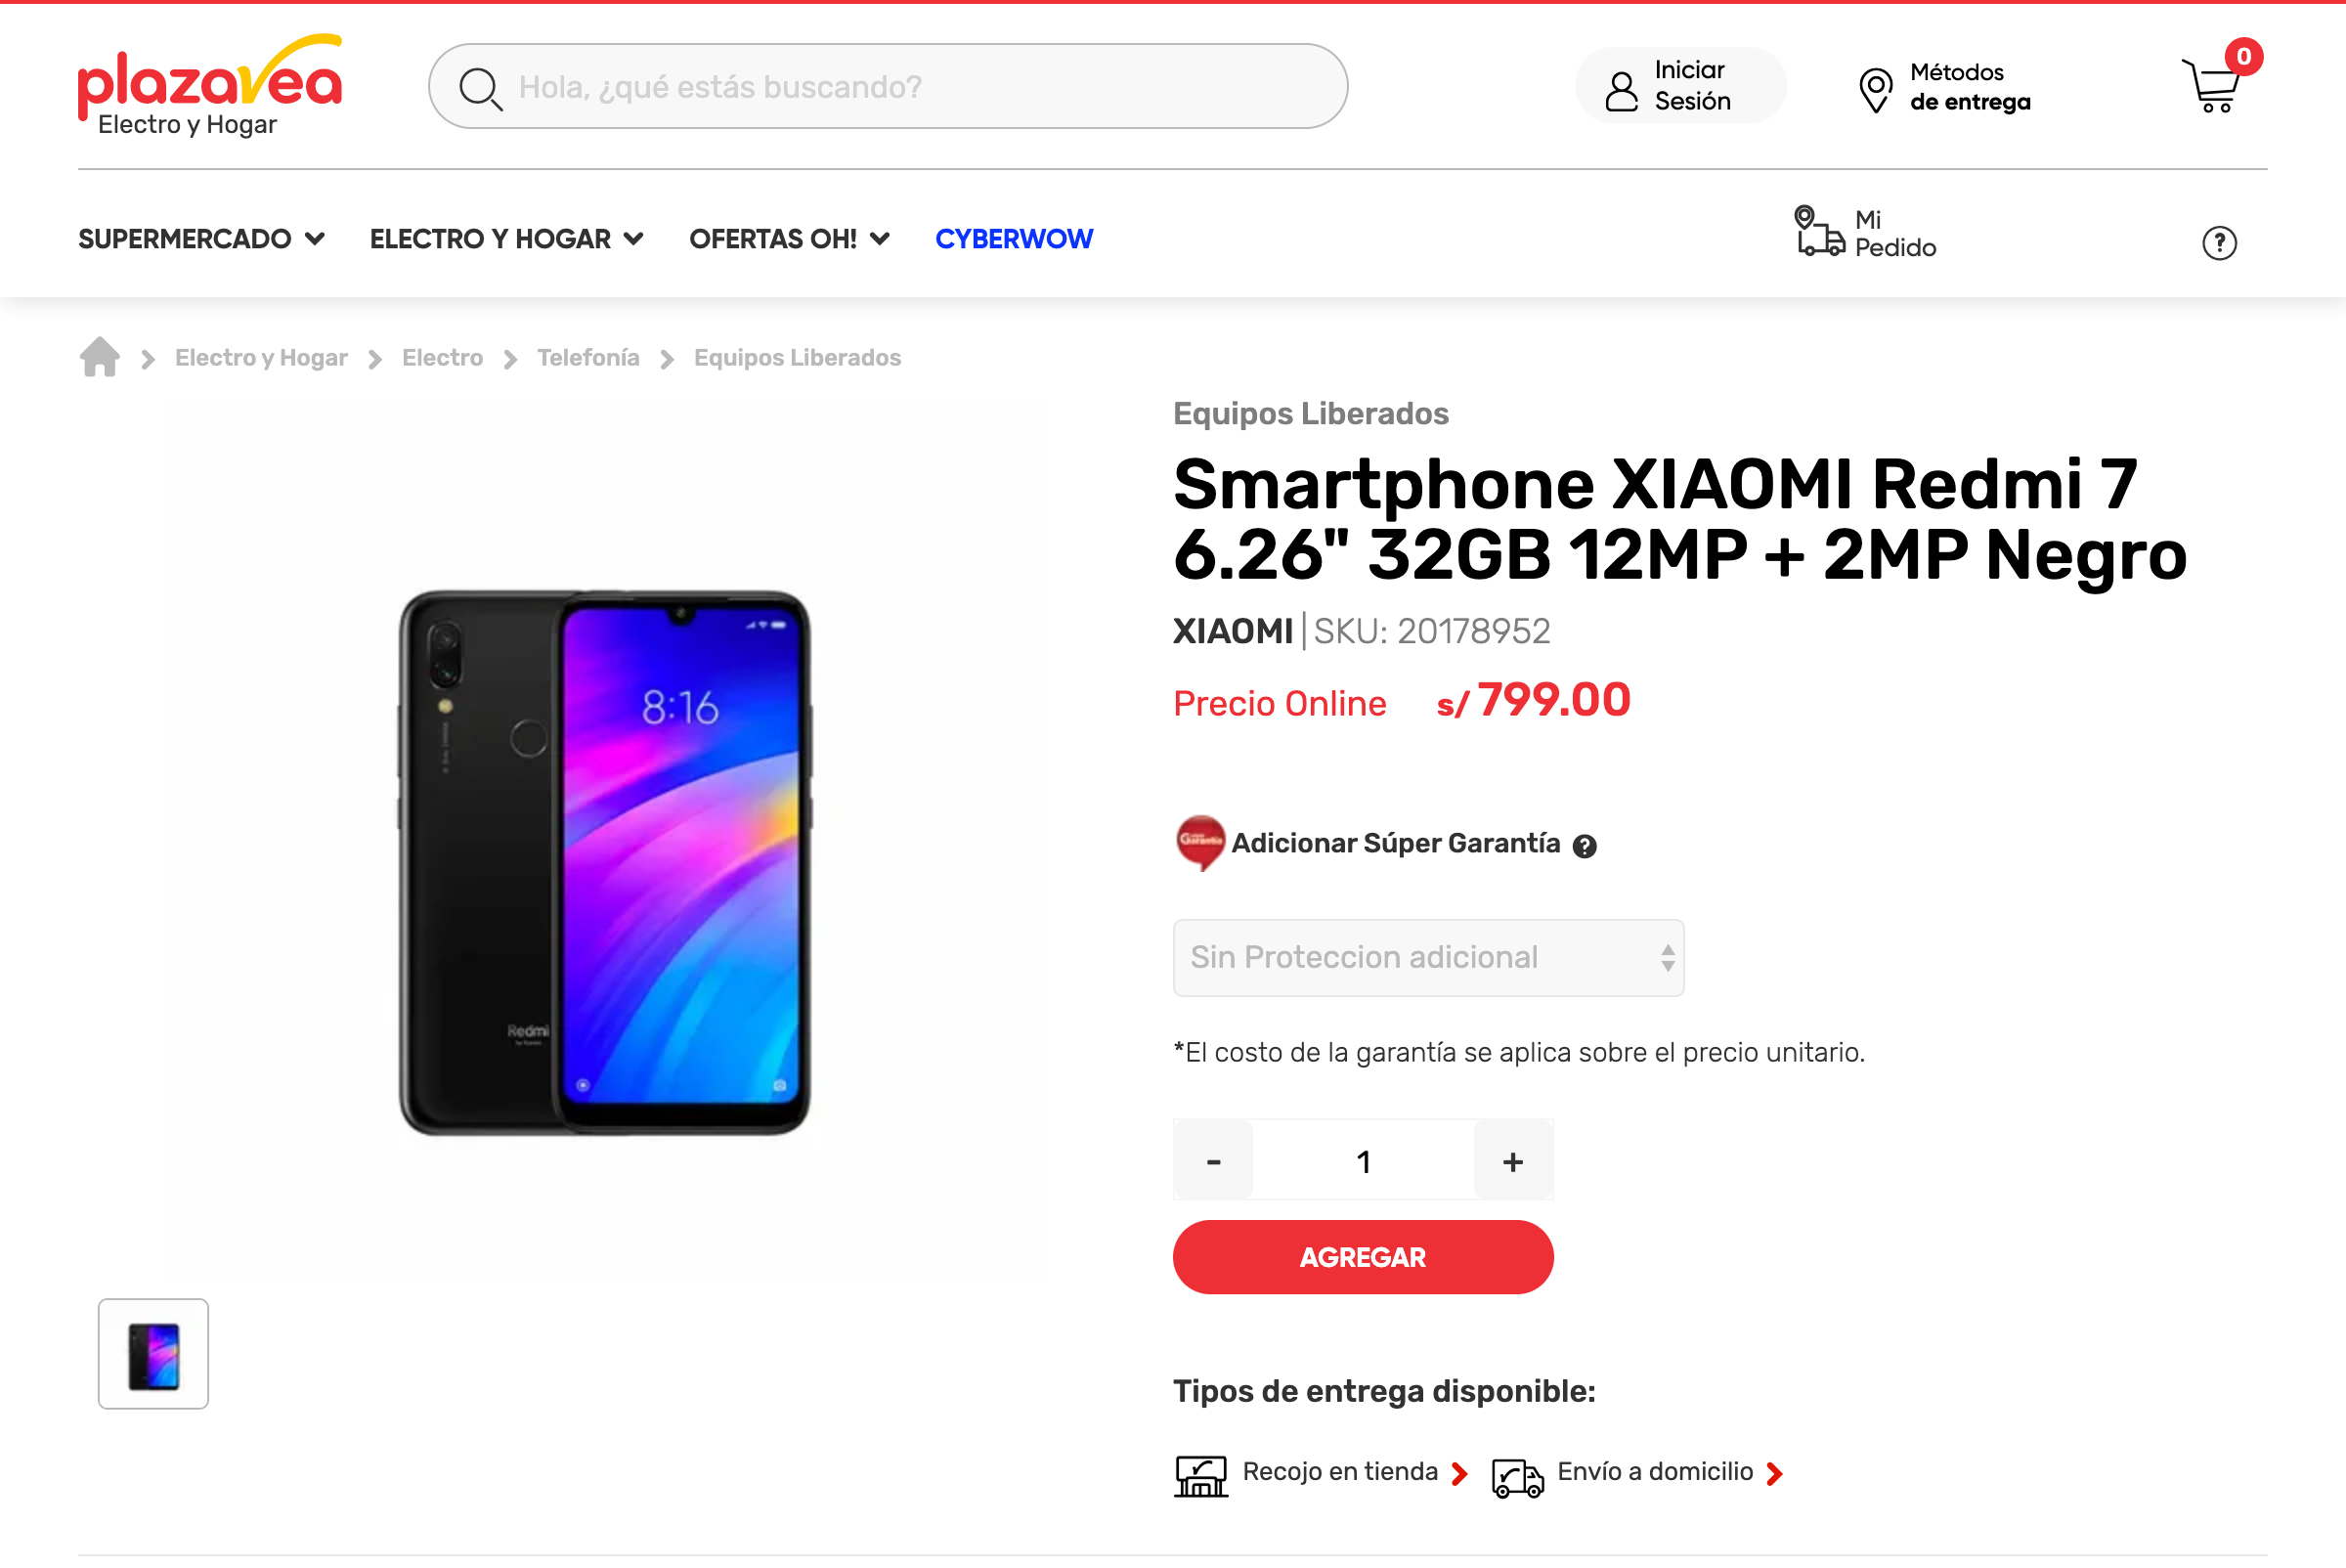 plazavea
Electro y Hogar
Hola, ¿qué estás buscando?
Iniciar
Sesión
Métodos
de entrega
0
SUPERMERCADO
ELECTRO Y HOGAR
OFERTAS OH!
CYBERWOW
Mi
Pedido
?
Electro y Hogar
Electro
Telefonía
Equipos Liberados
8:16
Redmi
Equipos Liberados
Smartphone XIAOMI Redmi 7
6.26" 32GB 12MP + 2MP Negro
XIAOMI | SKU: 20178952
Precio Online s/ 799.00
Garantía
Adicionar Súper Garantía ?
Sin Proteccion adicional
*El costo de la garantía se aplica sobre el precio unitario.
- 1 +
AGREGAR
Tipos de entrega disponible:
Recojo en tienda
Envío a domicilio